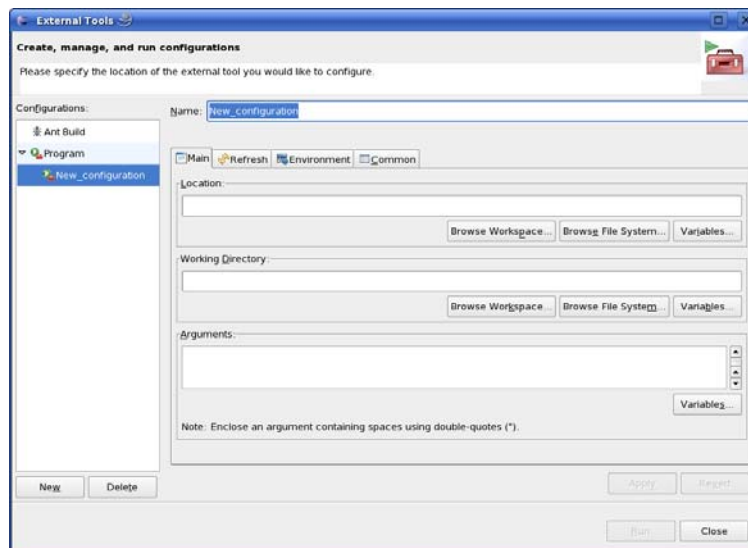 External Tools
Create, manage, and run configurations
Please specify the location of the external tool you would like to configure.
Configurations:
Ant Build
Program
New_configuration
Name: New_configuration
Main Refresh Environment Common
Location:
Browse Workspace... Browse File System... Variables...
Working Directory:
Browse Workspace... Browse File System... Variables...
Arguments:
Variables...
Note: Enclose an argument containing spaces using double-quotes (").
New Delete
Apply Revert
Run Close